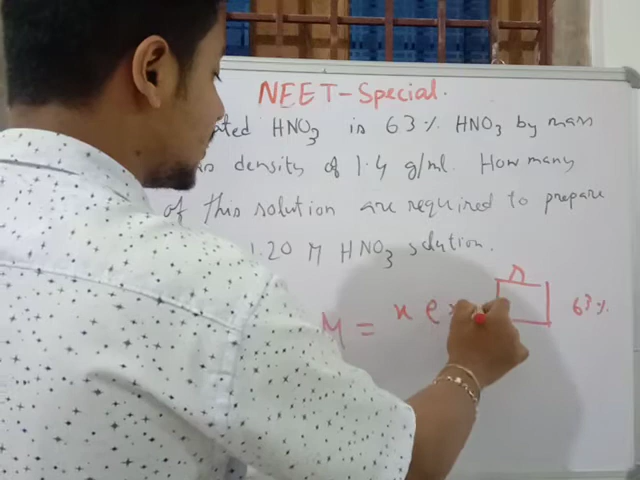 NEET-Special.
ated HNO3 is 63% HNO3 by mass
density of 1.4 g/ml. How many
of this solution are required to prepare
1.20 M HNO3 solution.
M = x ρ 63%